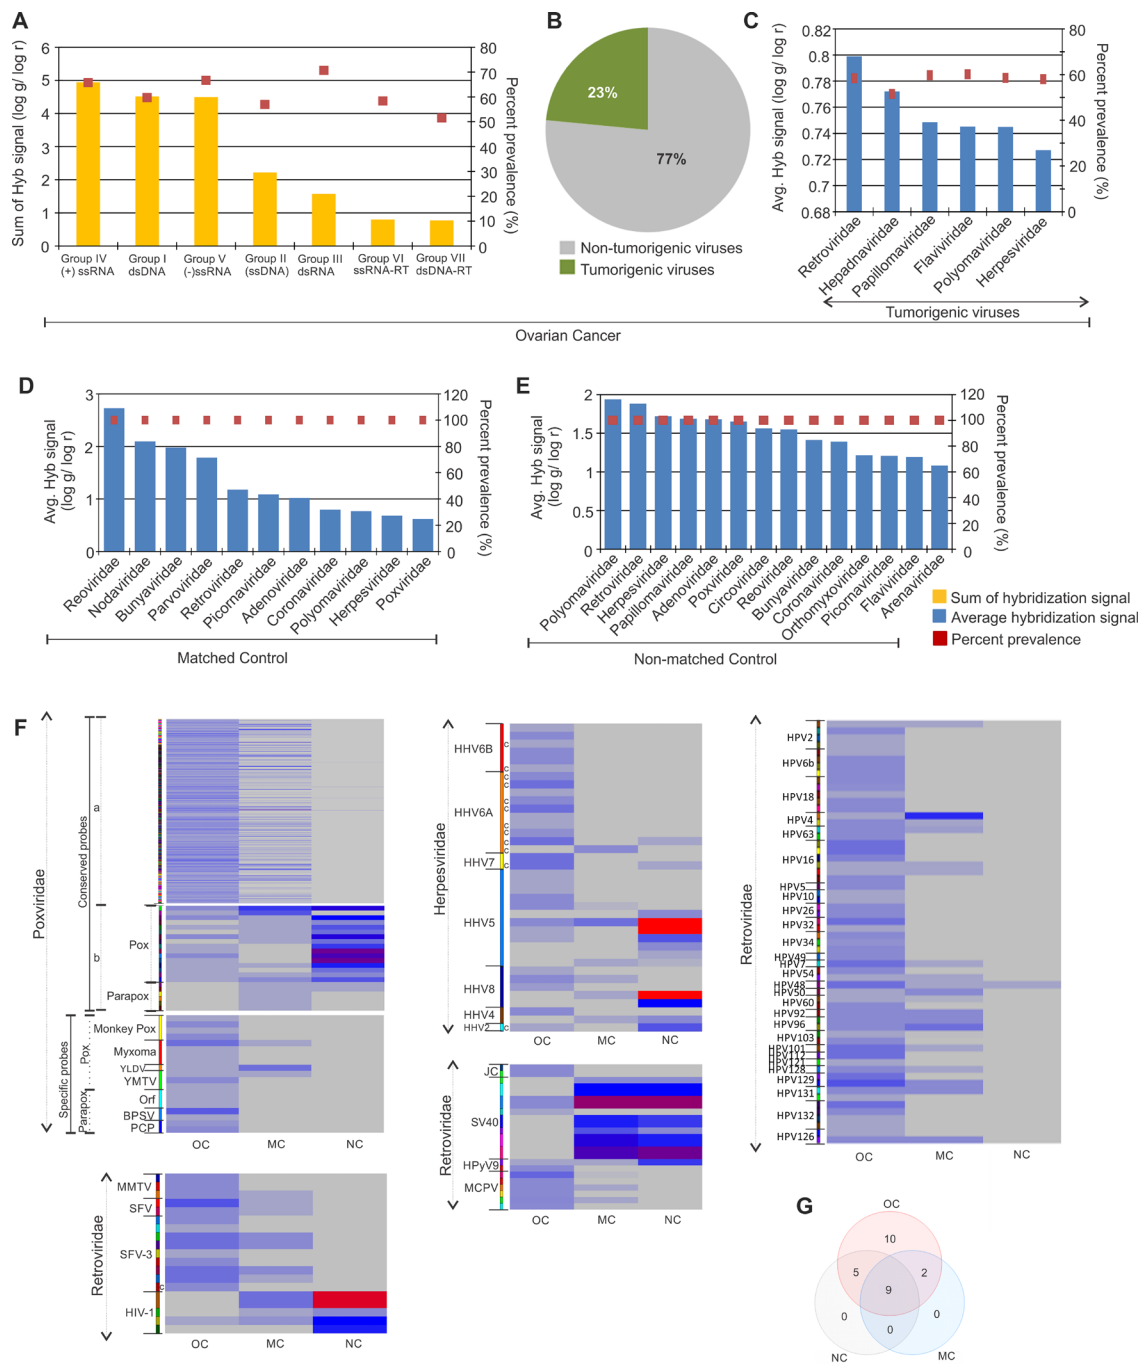 A
Sum of Hyb signal (log g/ log r)
6
5
4
3
2
1
0
80
70
60
50
40
30
20
10
0
Percent prevalence (%)
Group IV
(+) ssRNA
Group I
dsDNA
Group V
(-)ssRNA
Group II
(ssDNA)
Group III
dsRNA
Group VI
ssRNA-RT
Group VII
dsDNA-RT
B
23%
77%
Non-tumorigenic viruses
Tumorigenic viruses
C
Avg. Hyb signal (log g/ log r)
0.82
0.8
0.78
0.76
0.74
0.72
0.7
0.68
80
60
40
20
0
Percent prevalence (%)
Retroviridae
Hepadnaviridae
Papillomaviridae
Flaviviridae
Polyomaviridae
Herpesviridae
Tumorigenic viruses
Ovarian Cancer
D
Avg. Hyb signal
(log g/ log r)
3
2
1
0
120
100
80
60
40
20
0
Percent prevalence (%)
Reoviridae
Nodaviridae
Bunyaviridae
Parvoviridae
Retroviridae
Picornaviridae
Adenoviridae
Coronaviridae
Polyomaviridae
Herpesviridae
Poxviridae
Matched Control
E
Avg. Hyb signal
(log g/ log r)
2
1.5
1
0.5
0
120
100
80
60
40
20
0
Percent prevalence (%)
Polyomaviridae
Retroviridae
Herpesviridae
Papillomaviridae
Adenoviridae
Poxviridae
Circoviridae
Reoviridae
Bunyaviridae
Coronaviridae
Orthomyxoviridae
Picornaviridae
Flaviviridae
Arenaviridae
Non-matched Control
Sum of hybridization signal
Average hybridization signal
Percent prevalence
F
Poxviridae
Conserved probes
a
b
Pox
Parapox
Specific probes
Pox
Parapox
Monkey Pox
Myxoma
YLDV
YMTV
Orf
BPSV
PCP
OC MC NC
Retroviridae
MMTV
SFV
SFV-3
c
HIV-1
OC MC NC
Herpesviridae
HHV6B
c
c
HHV6A
c
c
c
c
c
c
c
HHV7
c
HHV5
HHV8
HHV4
HHV2
c
OC MC NC
Retroviridae
JC
SV40
HPyV9
MCPV
OC MC NC
Retroviridae
HPV2
HPV6b
HPV18
HPV4
HPV63
HPV16
HPV5
HPV10
HPV26
HPV32
HPV34
HPV49
HPV7
HPV54
HPV48
HPV50
HPV60
HPV92
HPV96
HPV103
HPV101
HPV112
HPV121
HPV128
HPV129
HPV131
HPV132
HPV126
OC MC NC
G
OC
10
5
2
9
0
0
0
NC
MC